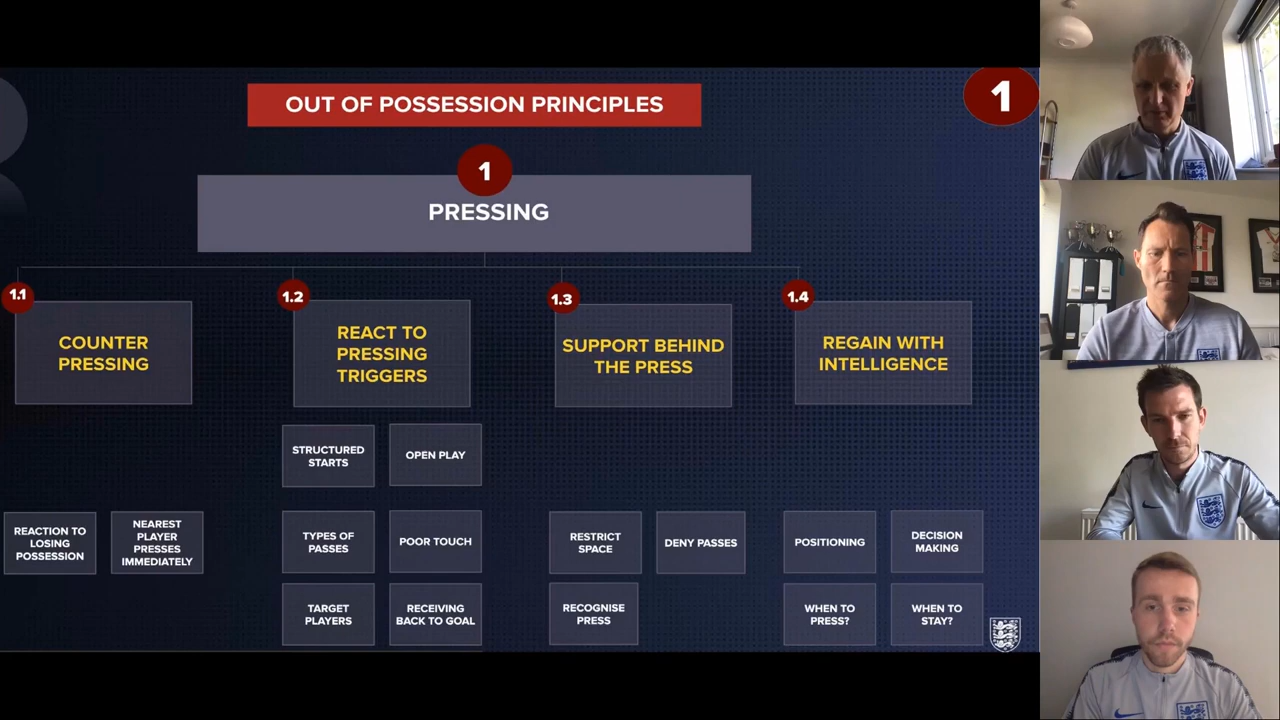 OUT OF POSSESSION PRINCIPLES
1
1
PRESSING
1.1
COUNTER
PRESSING
1.2
REACT TO
PRESSING
TRIGGERS
1.3
SUPPORT BEHIND
THE PRESS
1.4
REGAIN WITH
INTELLIGENCE
REACTION TO
LOSING
POSSESSION
NEAREST
PLAYER
PRESSES
IMMEDIATELY
STRUCTURED
STARTS
OPEN PLAY
TYPES OF
PASSES
POOR TOUCH
TARGET
PLAYERS
RECEIVING
BACK TO GOAL
RESTRICT
SPACE
DENY PASSES
RECOGNISE
PRESS
POSITIONING
DECISION
MAKING
WHEN TO
PRESS?
WHEN TO
STAY?